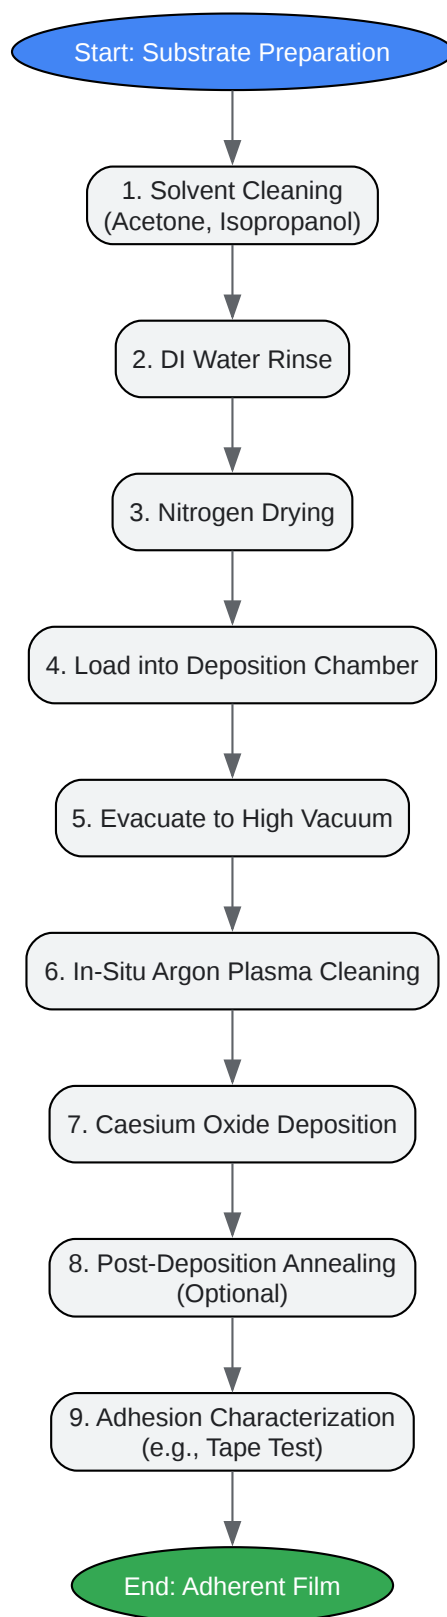 Start: Substrate Preparation
1. Solvent Cleaning
(Acetone, Isopropanol)
2. DI Water Rinse
3. Nitrogen Drying
4. Load into Deposition Chamber
5. Evacuate to High Vacuum
6. In-Situ Argon Plasma Cleaning
7. Caesium Oxide Deposition
8. Post-Deposition Annealing
(Optional)
9. Adhesion Characterization
(e.g., Tape Test)
End: Adherent Film